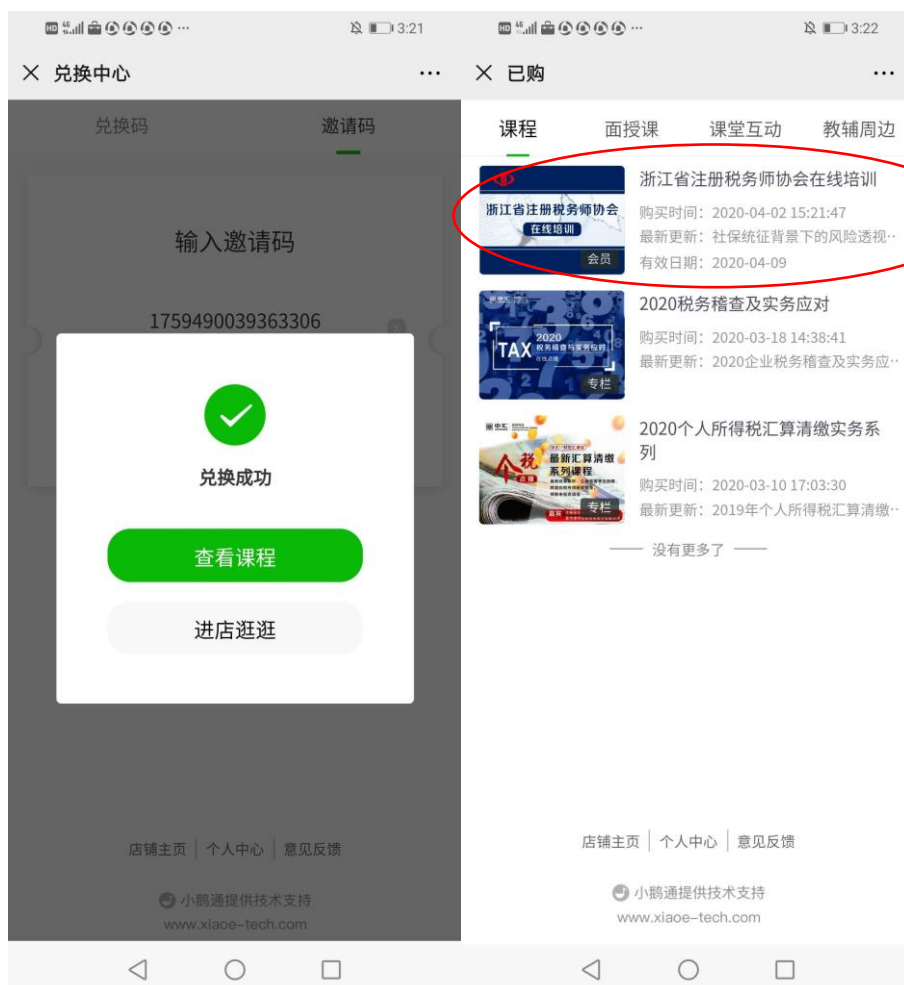 HD 46 ... 3:21
× 兑换中心 ...
兑换码 邀请码
输入邀请码
1759490039363306
兑换成功
查看课程
进店逛逛
店铺主页 | 个人中心 | 意见反馈
小鹅通提供技术支持
www.xiaoe-tech.com
HD 46 ... 3:22
× 已购 ...
课程 面授课 课堂互动 教辅周边
浙江省注册税务师协会
在线培训
会员
浙江省注册税务师协会在线培训
购买时间：2020-04-02 15:21:47
最新更新：社保统征背景下的风险透视··
有效日期：2020-04-09
TAX
2020
税务稽查与实务应对
专栏
2020税务稽查及实务应对
购买时间：2020-03-18 14:38:41
最新更新：2020企业税务稽查及实务应··
个税
点睛
最新汇算清缴
系列课程
专栏
2020个人所得税汇算清缴实务系
列
购买时间：2020-03-10 17:03:30
最新更新：2019年个人所得税汇算清缴··
—— 没有更多了 ——
店铺主页 | 个人中心 | 意见反馈
小鹅通提供技术支持
www.xiaoe-tech.com